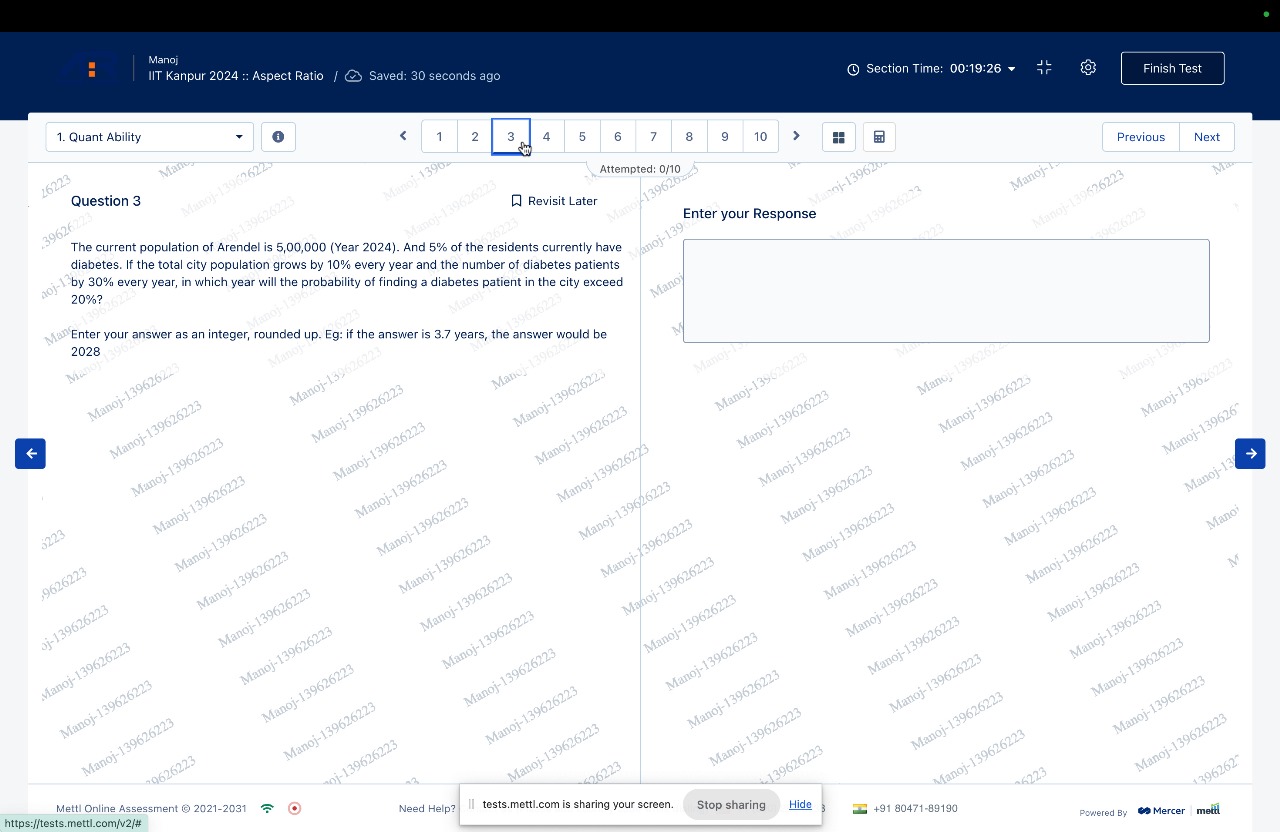 Manoj
IIT Kanpur 2024 :: Aspect Ratio / Saved: 30 seconds ago
Section Time: 00:19:26
Finish Test
1. Quant Ability
1 2 3 4 5 6 7 8 9 10
Previous Next
Attempted: 0/10
Question 3
Revisit Later
The current population of Arendel is 5,00,000 (Year 2024). And 5% of the residents currently have
diabetes. If the total city population grows by 10% every year and the number of diabetes patients
by 30% every year, in which year will the probability of finding a diabetes patient in the city exceed
20%?
Enter your answer as an integer, rounded up. Eg: if the answer is 3.7 years, the answer would be
2028
Enter your Response
Manoj-139626223
Mettl Online Assessment © 2021-2031
Need Help?
tests.mettl.com is sharing your screen.
Stop sharing
Hide
+91 80471-89190
Powered By Mercer mettl
https://tests.mettl.com/v2/#